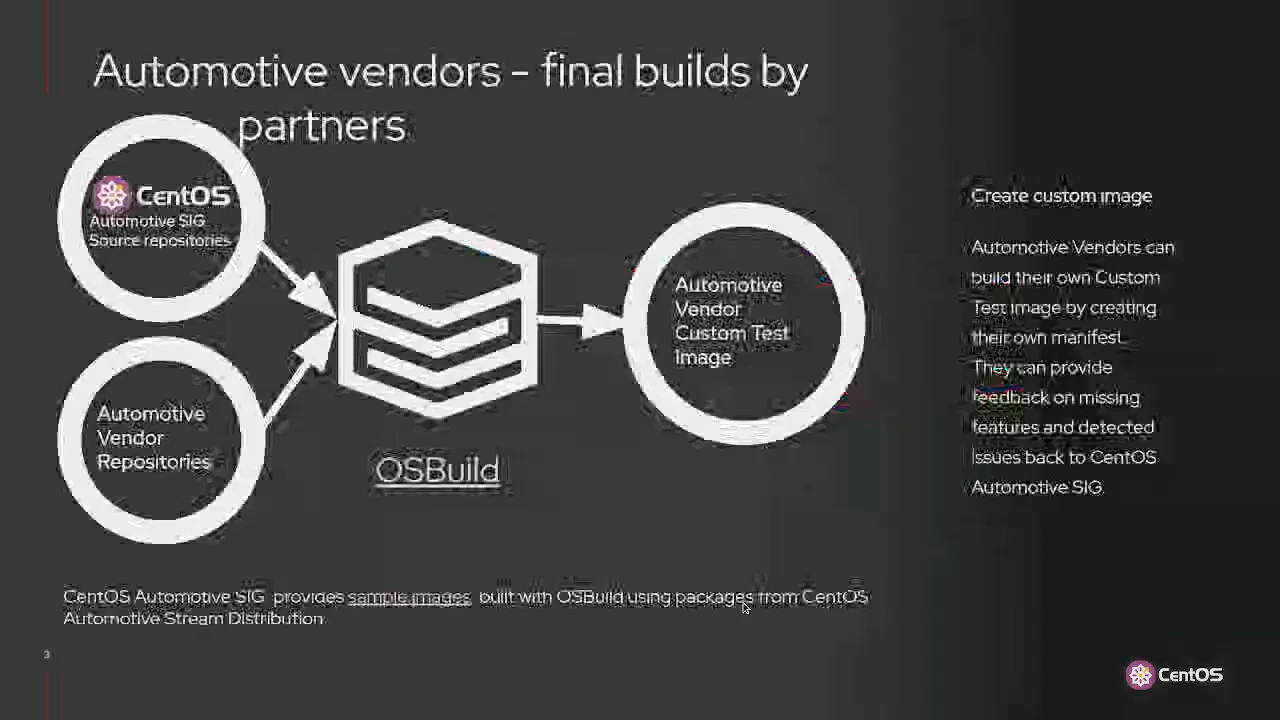 Automotive vendors - final builds by
partners
CentOS
Automotive SIG
Source repositories
Automotive
Vendor
Repositories
OSBuild
Automotive
Vendor
Custom Test
Image
Create custom image
Automotive Vendors can
build their own Custom
Test image by creating
their own manifest.
They can provide
feedback on missing
features and detected
issues back to CentOS
Automotive SIG.
CentOS Automotive SIG provides sample images built with OSBuild using packages from CentOS
Automotive Stream Distribution
3
CentOS